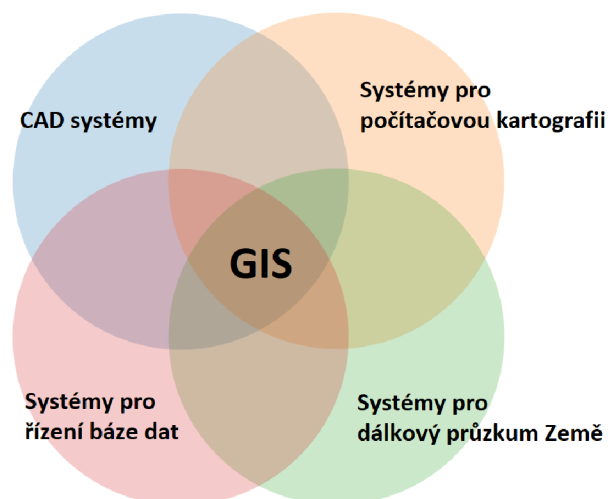 CAD systémy
Systémy pro
počítačovou kartografii
GIS
Systémy pro
řízení báze dat
Systémy pro
dálkový průzkum Země